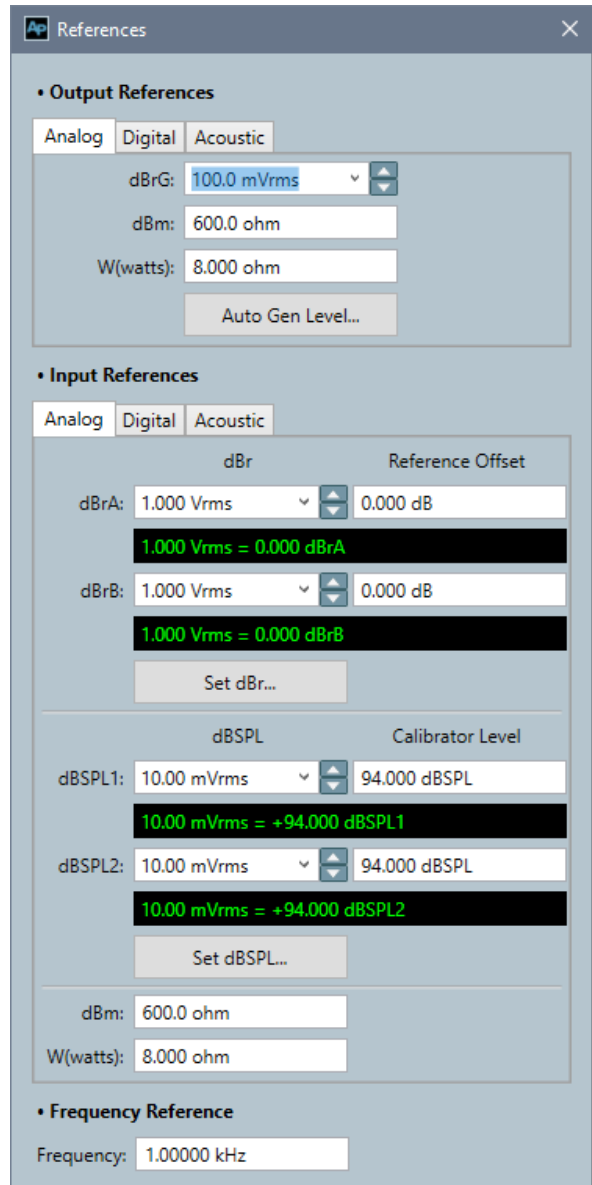 AP References
• Output References
Analog Digital Acoustic
dBrG: 100.0 mVrms
dBm: 600.0 ohm
W(watts): 8.000 ohm
Auto Gen Level...
• Input References
Analog Digital Acoustic
dBr Reference Offset
dBrA: 1.000 Vrms 0.000 dB
1.000 Vrms = 0.000 dBrA
dBrB: 1.000 Vrms 0.000 dB
1.000 Vrms = 0.000 dBrB
Set dBr...
dBSPL Calibrator Level
dBSPL1: 10.00 mVrms 94.000 dBSPL
10.00 mVrms = +94.000 dBSPL1
dBSPL2: 10.00 mVrms 94.000 dBSPL
10.00 mVrms = +94.000 dBSPL2
Set dBSPL...
dBm: 600.0 ohm
W(watts): 8.000 ohm
• Frequency Reference
Frequency: 1.00000 kHz